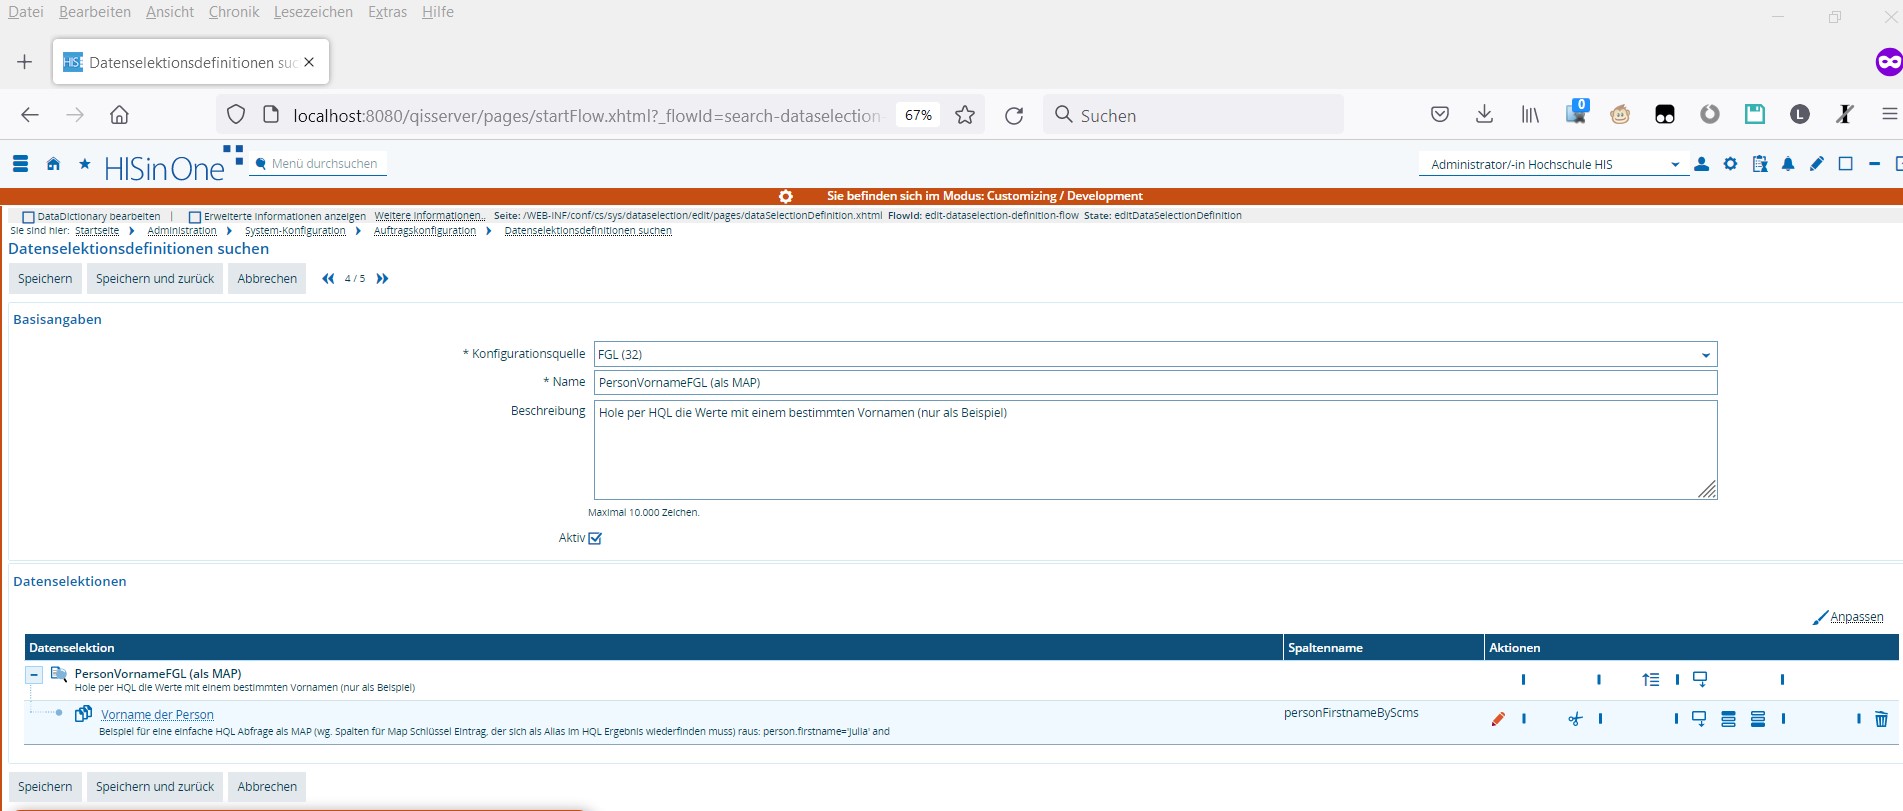 Datei Bearbeiten Ansicht Chronik Lesezeichen Extras Hilfe
HIS Datenselektionsdefinitionen suc
localhost:8080/qisserver/pages/startFlow.xhtml?_flowId=search-dataselection- 67% Suchen 0 L
HISinOne Menü durchsuchen Administrator/-in Hochschule HIS
Sie befinden sich im Modus: Customizing / Development
DataDictionary bearbeiten | Erweiterte Informationen anzeigen Weitere Informationen.. Seite: /WEB-INF/conf/cs/sys/dataselection/edit/pages/dataSelectionDefinition.xhtml FlowId: edit-dataselection-definition-flow State: editDataSelectionDefinition
Sie sind hier: Startseite Administration System-Konfiguration Auftragskonfiguration Datenselektionsdefinitionen suchen
Datenselektionsdefinitionen suchen
Speichern Speichern und zurück Abbrechen 4 / 5
Basisangaben
* Konfigurationsquelle FGL (32)
* Name PersonVornameFGL (als MAP)
Beschreibung Hole per HQL die Werte mit einem bestimmten Vornamen (nur als Beispiel)
Maximal 10.000 Zeichen.
Aktiv
Datenselektionen
Anpassen
Datenselektion Spaltenname Aktionen
PersonVornameFGL (als MAP)
Hole per HQL die Werte mit einem bestimmten Vornamen (nur als Beispiel)
Vorname der Person personFirstnameByScms
Beispiel für eine einfache HQL Abfrage als MAP (wg. Spalten für Map Schlüssel Eintrag, der sich als Alias im HQL Ergebnis wiederfinden muss) raus: person.firstname='Julia' and
Speichern Speichern und zurück Abbrechen